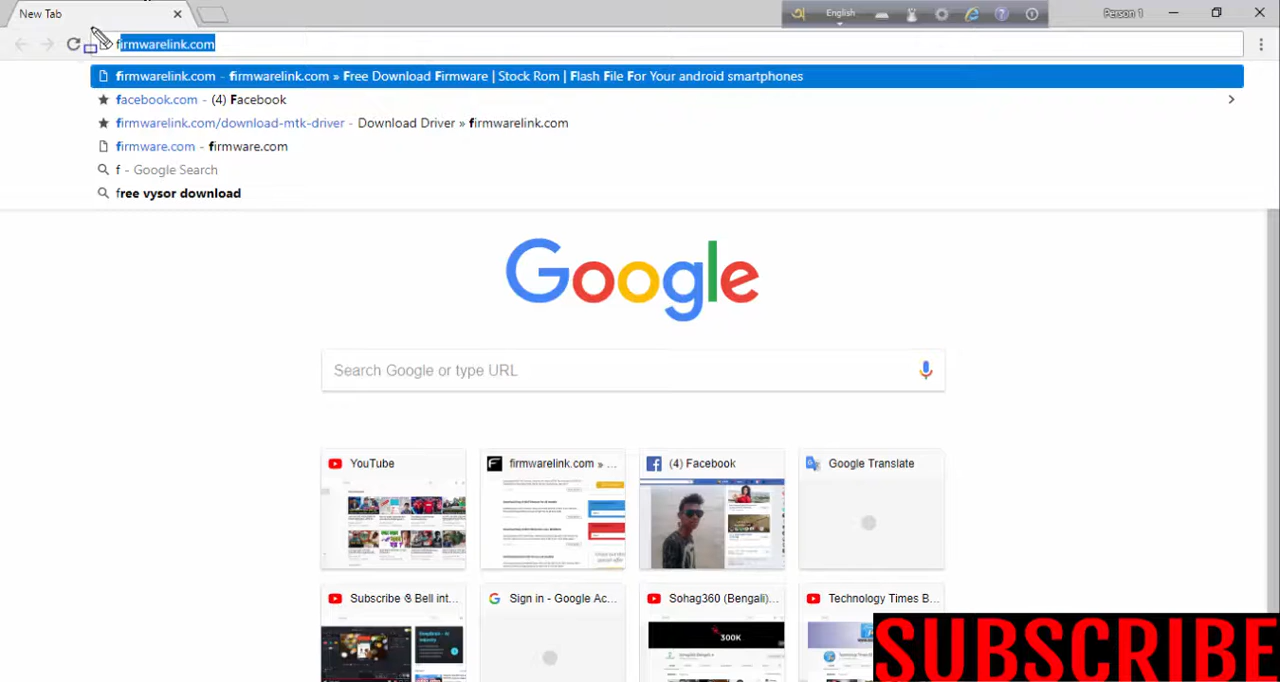 New Tab
English
Person 1
firmwarelink.com
firmwarelink.com - firmwarelink.com » Free Download Firmware | Stock Rom | Flash File For Your android smartphones
facebook.com - (4) Facebook
firmwarelink.com/download-mtk-driver - Download Driver » firmwarelink.com
firmware.com - firmware.com
f - Google Search
free vysor download
Google
Search Google or type URL
YouTube
firmwarelink.com » ...
(4) Facebook
Google Translate
Subscribe & Bell int...
Sign in - Google Ac...
Sohag360 (Bengali)...
Technology Times B...
300K
SUBSCRIBE